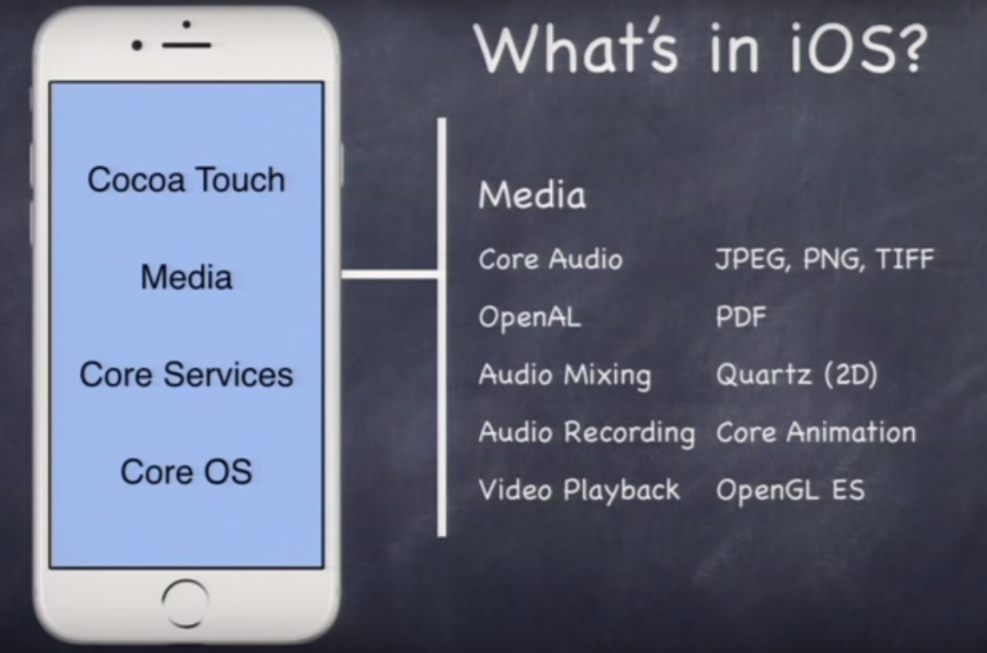 What's in iOS?
Cocoa Touch
Media
Core Services
Core OS
Media
Core Audio JPEG, PNG, TIFF
OpenAL PDF
Audio Mixing Quartz (2D)
Audio Recording Core Animation
Video Playback OpenGL ES